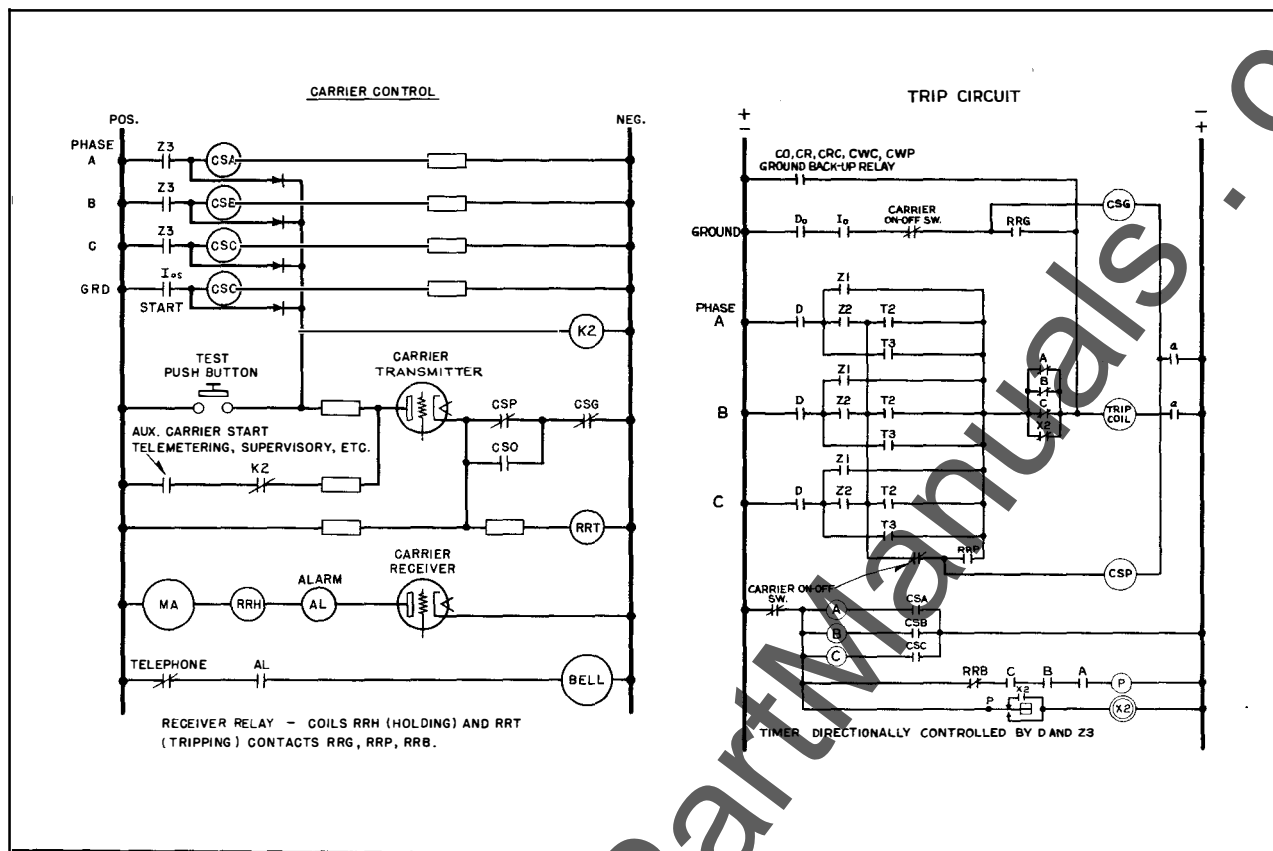 CARRIER CONTROL
POS.
NEG.
PHASE
A
Z3
CSA
B
Z3
CSB
C
Z3
CSC
GRD
Ios
CSO
START
K2
TEST
PUSH BUTTON
CARRIER
TRANSMITTER
CSP
CSG
CSO
AUX. CARRIER START
TELEMETERING, SUPERVISORY, ETC.
K2
RRT
CARRIER
RECEIVER
MA
RRH
ALARM
AL
TELEPHONE
AL
BELL
RECEIVER RELAY – COILS RRH (HOLDING) AND RRT
(TRIPPING) CONTACTS RRG, RRP, RRB.
TRIP CIRCUIT
+
–
–
+
CO, CR, CRC, CWC, CWP
GROUND BACK-UP RELAY
CSG
GROUND
Do
Io
CARRIER
ON-OFF SW.
RRG
PHASE
A
D
Z1
Z2
T2
T3
a
A
B
C
X2
TRIP
COIL
a
B
D
Z1
Z2
T2
T3
C
D
Z1
Z2
T2
T3
RRP
CSP
CARRIER ON-OFF
SW.
A
CSA
B
CSB
C
CSC
RRB
C
B
A
P
P
X2
X2
TIMER DIRECTIONALLY CONTROLLED BY D AND Z3
PartManuals.c